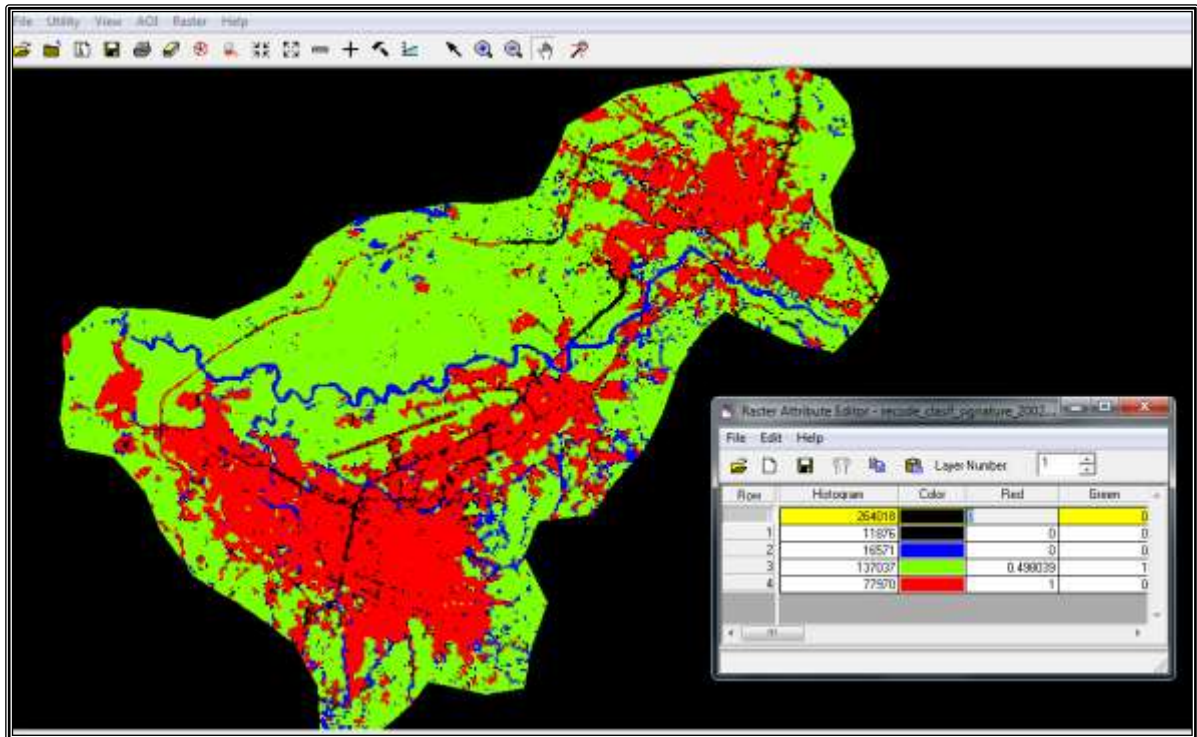 File Utility View AOI Raster Help
Raster Attribute Editor - recode_clasif_signature_2002...
File Edit Help
Layer Number 1
Row Histogram Color Red Green
264018 0
1 11876 0 0
2 16571 0 0
3 137037 0.498039 1
4 77970 1 0